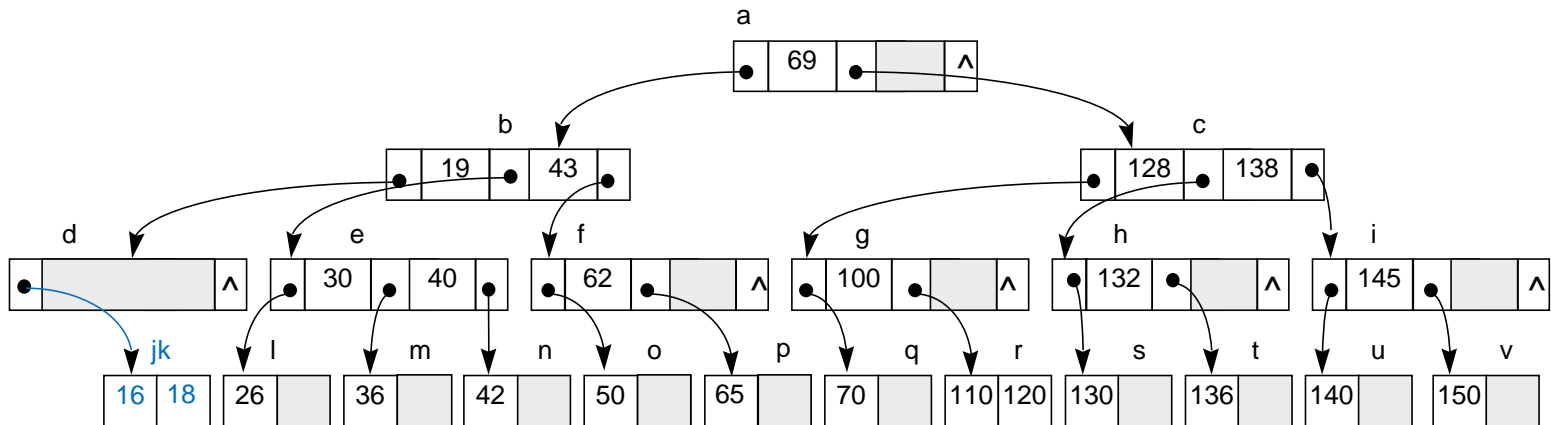 a
69 ^
b c
19 43 128 138
d e f g h i
^ 30 40 62 ^ 100 ^ 132 ^ 145 ^
jk l m n o p q r s t u v
16 18 26 36 42 50 65 70 110 120 130 136 140 150